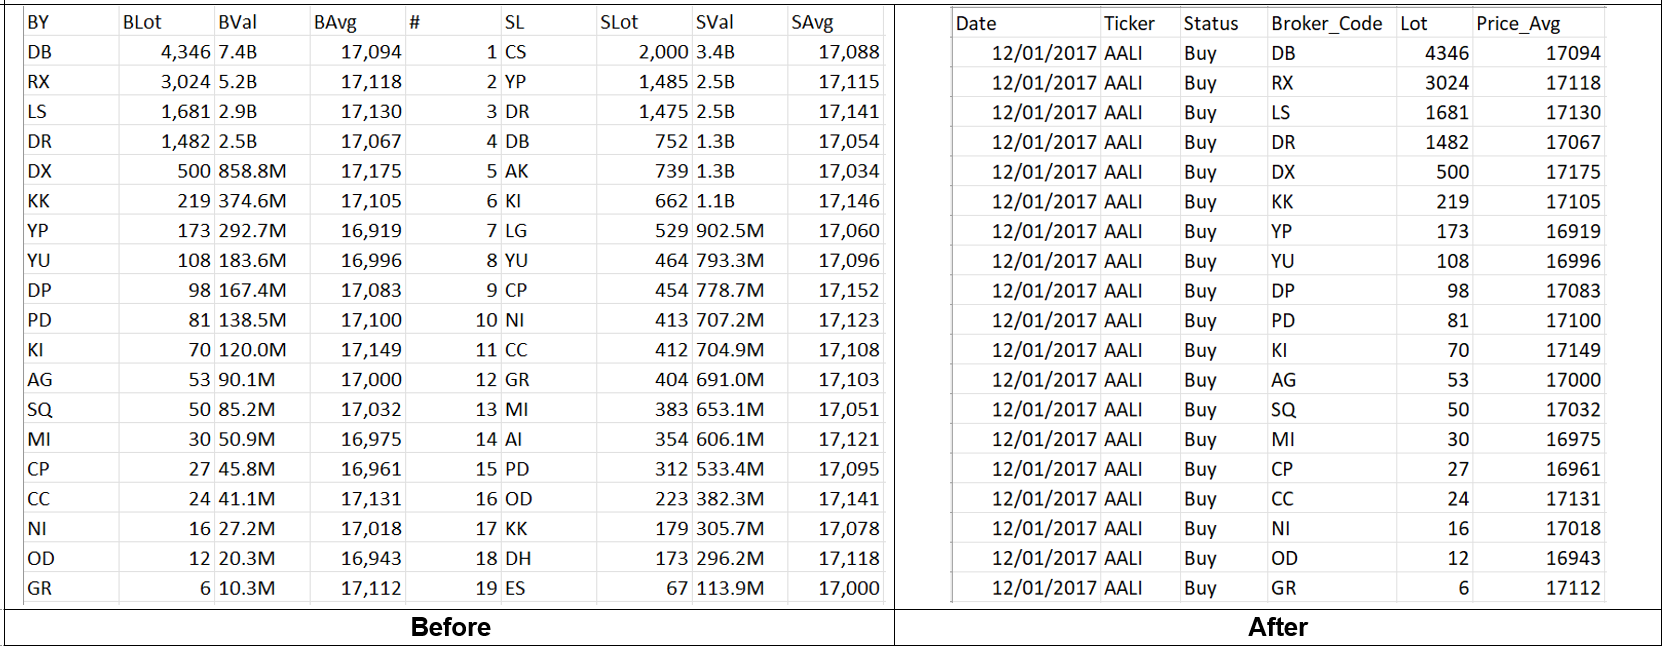 BY BLot BVal BAvg # SL SLot SVal SAvg
DB 4,346 7.4B 17,094 1 CS 2,000 3.4B 17,088
RX 3,024 5.2B 17,118 2 YP 1,485 2.5B 17,115
LS 1,681 2.9B 17,130 3 DR 1,475 2.5B 17,141
DR 1,482 2.5B 17,067 4 DB 752 1.3B 17,054
DX 500 858.8M 17,175 5 AK 739 1.3B 17,034
KK 219 374.6M 17,105 6 KI 662 1.1B 17,146
YP 173 292.7M 16,919 7 LG 529 902.5M 17,060
YU 108 183.6M 16,996 8 YU 464 793.3M 17,096
DP 98 167.4M 17,083 9 CP 454 778.7M 17,152
PD 81 138.5M 17,100 10 NI 413 707.2M 17,123
KI 70 120.0M 17,149 11 CC 412 704.9M 17,108
AG 53 90.1M 17,000 12 GR 404 691.0M 17,103
SQ 50 85.2M 17,032 13 MI 383 653.1M 17,051
MI 30 50.9M 16,975 14 AI 354 606.1M 17,121
CP 27 45.8M 16,961 15 PD 312 533.4M 17,095
CC 24 41.1M 17,131 16 OD 223 382.3M 17,141
NI 16 27.2M 17,018 17 KK 179 305.7M 17,078
OD 12 20.3M 16,943 18 DH 173 296.2M 17,118
GR 6 10.3M 17,112 19 ES 67 113.9M 17,000
Before
Date Ticker Status Broker_Code Lot Price_Avg
12/01/2017 AALI Buy DB 4346 17094
12/01/2017 AALI Buy RX 3024 17118
12/01/2017 AALI Buy LS 1681 17130
12/01/2017 AALI Buy DR 1482 17067
12/01/2017 AALI Buy DX 500 17175
12/01/2017 AALI Buy KK 219 17105
12/01/2017 AALI Buy YP 173 16919
12/01/2017 AALI Buy YU 108 16996
12/01/2017 AALI Buy DP 98 17083
12/01/2017 AALI Buy PD 81 17100
12/01/2017 AALI Buy KI 70 17149
12/01/2017 AALI Buy AG 53 17000
12/01/2017 AALI Buy SQ 50 17032
12/01/2017 AALI Buy MI 30 16975
12/01/2017 AALI Buy CP 27 16961
12/01/2017 AALI Buy CC 24 17131
12/01/2017 AALI Buy NI 16 17018
12/01/2017 AALI Buy OD 12 16943
12/01/2017 AALI Buy GR 6 17112
After